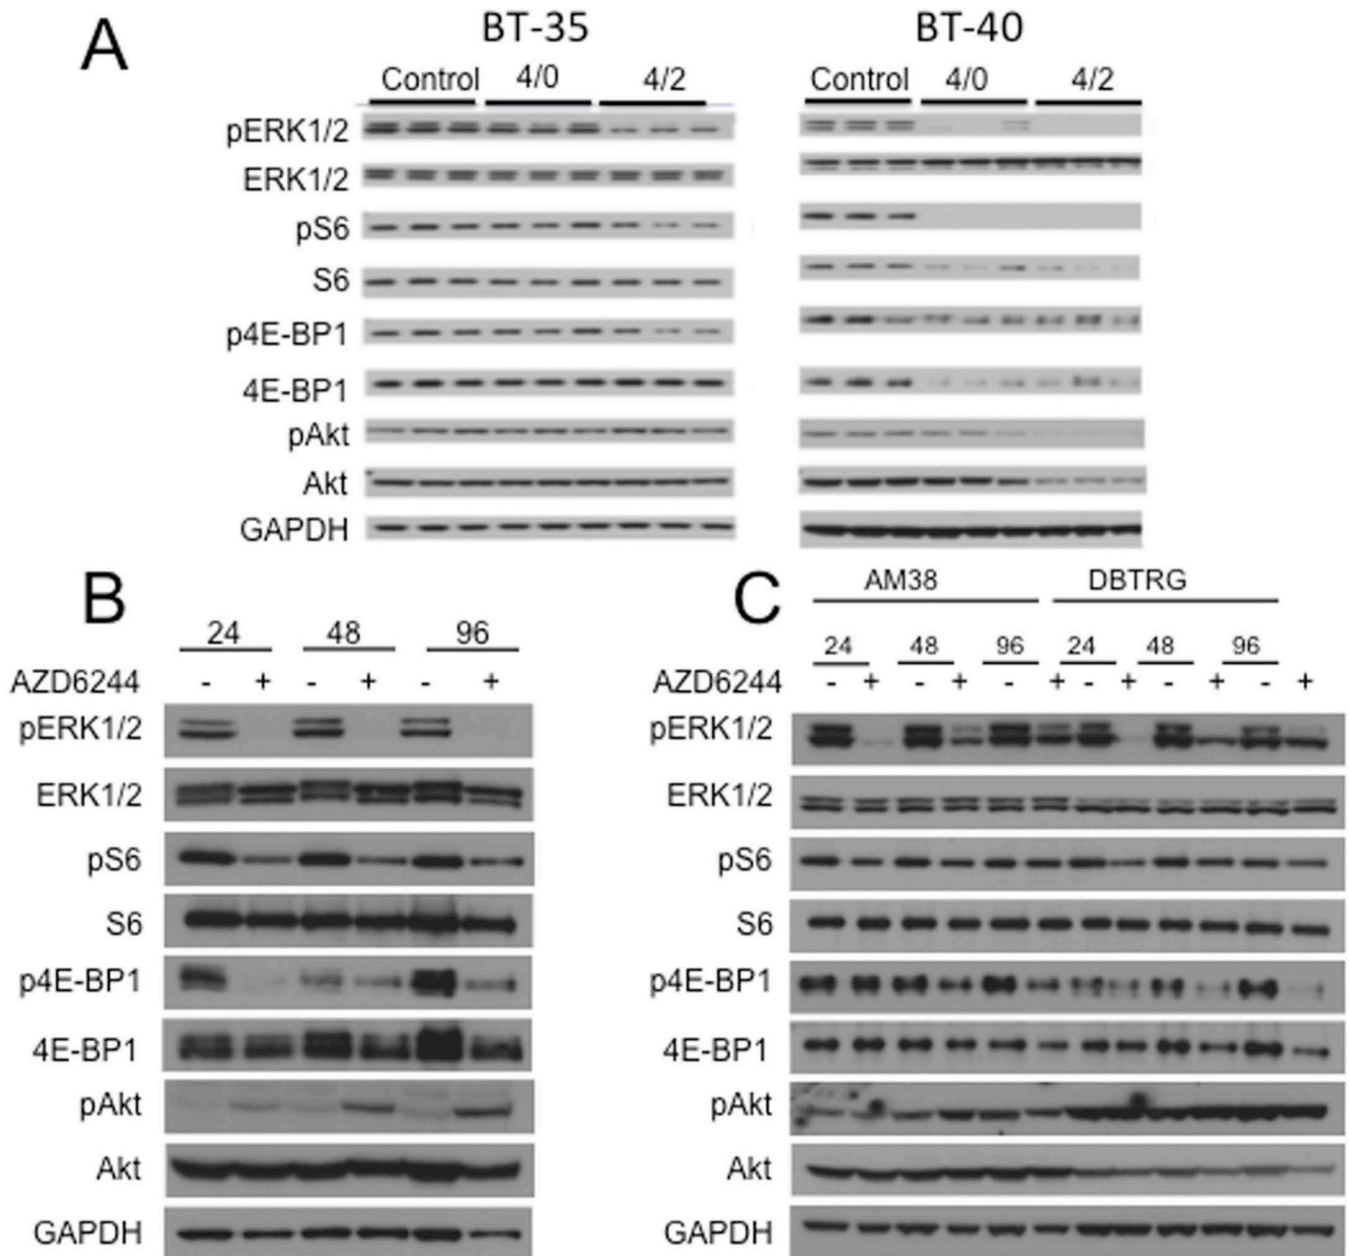 A
BT-35 BT-40
Control 4/0 4/2 Control 4/0 4/2
pERK1/2
ERK1/2
pS6
S6
p4E-BP1
4E-BP1
pAkt
Akt
GAPDH
B
24 48 96
AZD6244 - + - + - +
pERK1/2
ERK1/2
pS6
S6
p4E-BP1
4E-BP1
pAkt
Akt
GAPDH
C
AM38 DBTRG
24 48 96 24 48 96
AZD6244 - + - + - + - + - + - +
pERK1/2
ERK1/2
pS6
S6
p4E-BP1
4E-BP1
pAkt
Akt
GAPDH